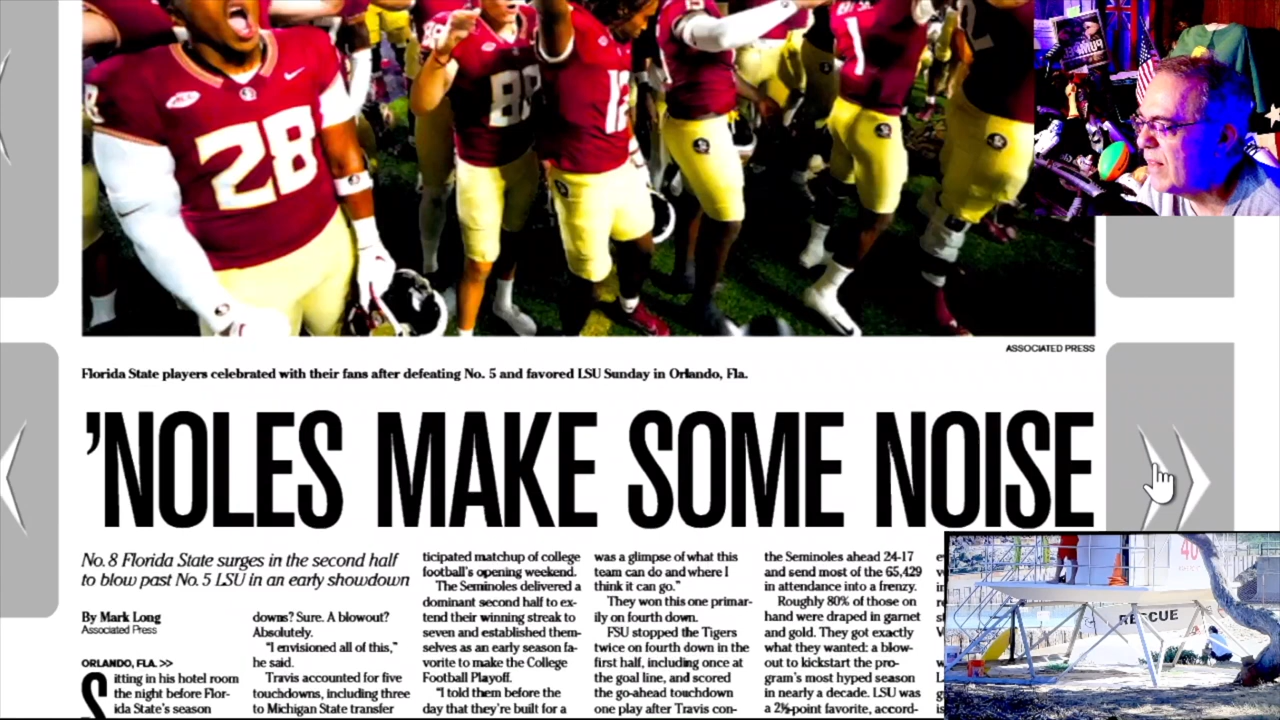 28
88
12
1
2
ASSOCIATED PRESS
Florida State players celebrated with their fans after defeating No. 5 and favored LSU Sunday in Orlando, Fla.
’NOLES MAKE SOME NOISE
No. 8 Florida State surges in the second half
to blow past No. 5 LSU in an early showdown
By Mark Long
Associated Press
ORLANDO, FLA. >>
Sitting in his hotel room
the night before Flor-
ida State’s season
downs? Sure. A blowout?
Absolutely.
“I envisioned all of this,”
he said.
Travis accounted for five
touchdowns, including three
to Michigan State transfer
ticipated matchup of college
football’s opening weekend.
The Seminoles delivered a
dominant second half to ex-
tend their winning streak to
seven and established them-
selves as an early season fa-
vorite to make the College
Football Playoff.
“I told them before the
day that they’re built for a
was a glimpse of what this
team can do and where I
think it can go.”
They won this one primar-
ily on fourth down.
FSU stopped the Tigers
twice on fourth down in the
first half, including once at
the goal line, and scored
the go-ahead touchdown
one play after Travis con-
the Seminoles ahead 24-17
and send most of the 65,429
in attendance into a frenzy.
Roughly 80% of those on
hand were draped in garnet
and gold. They got exactly
what they wanted: a blow-
out to kickstart the pro-
gram’s most hyped season
in nearly a decade. LSU was
a 2½-point favorite, accord-
40
RESCUE